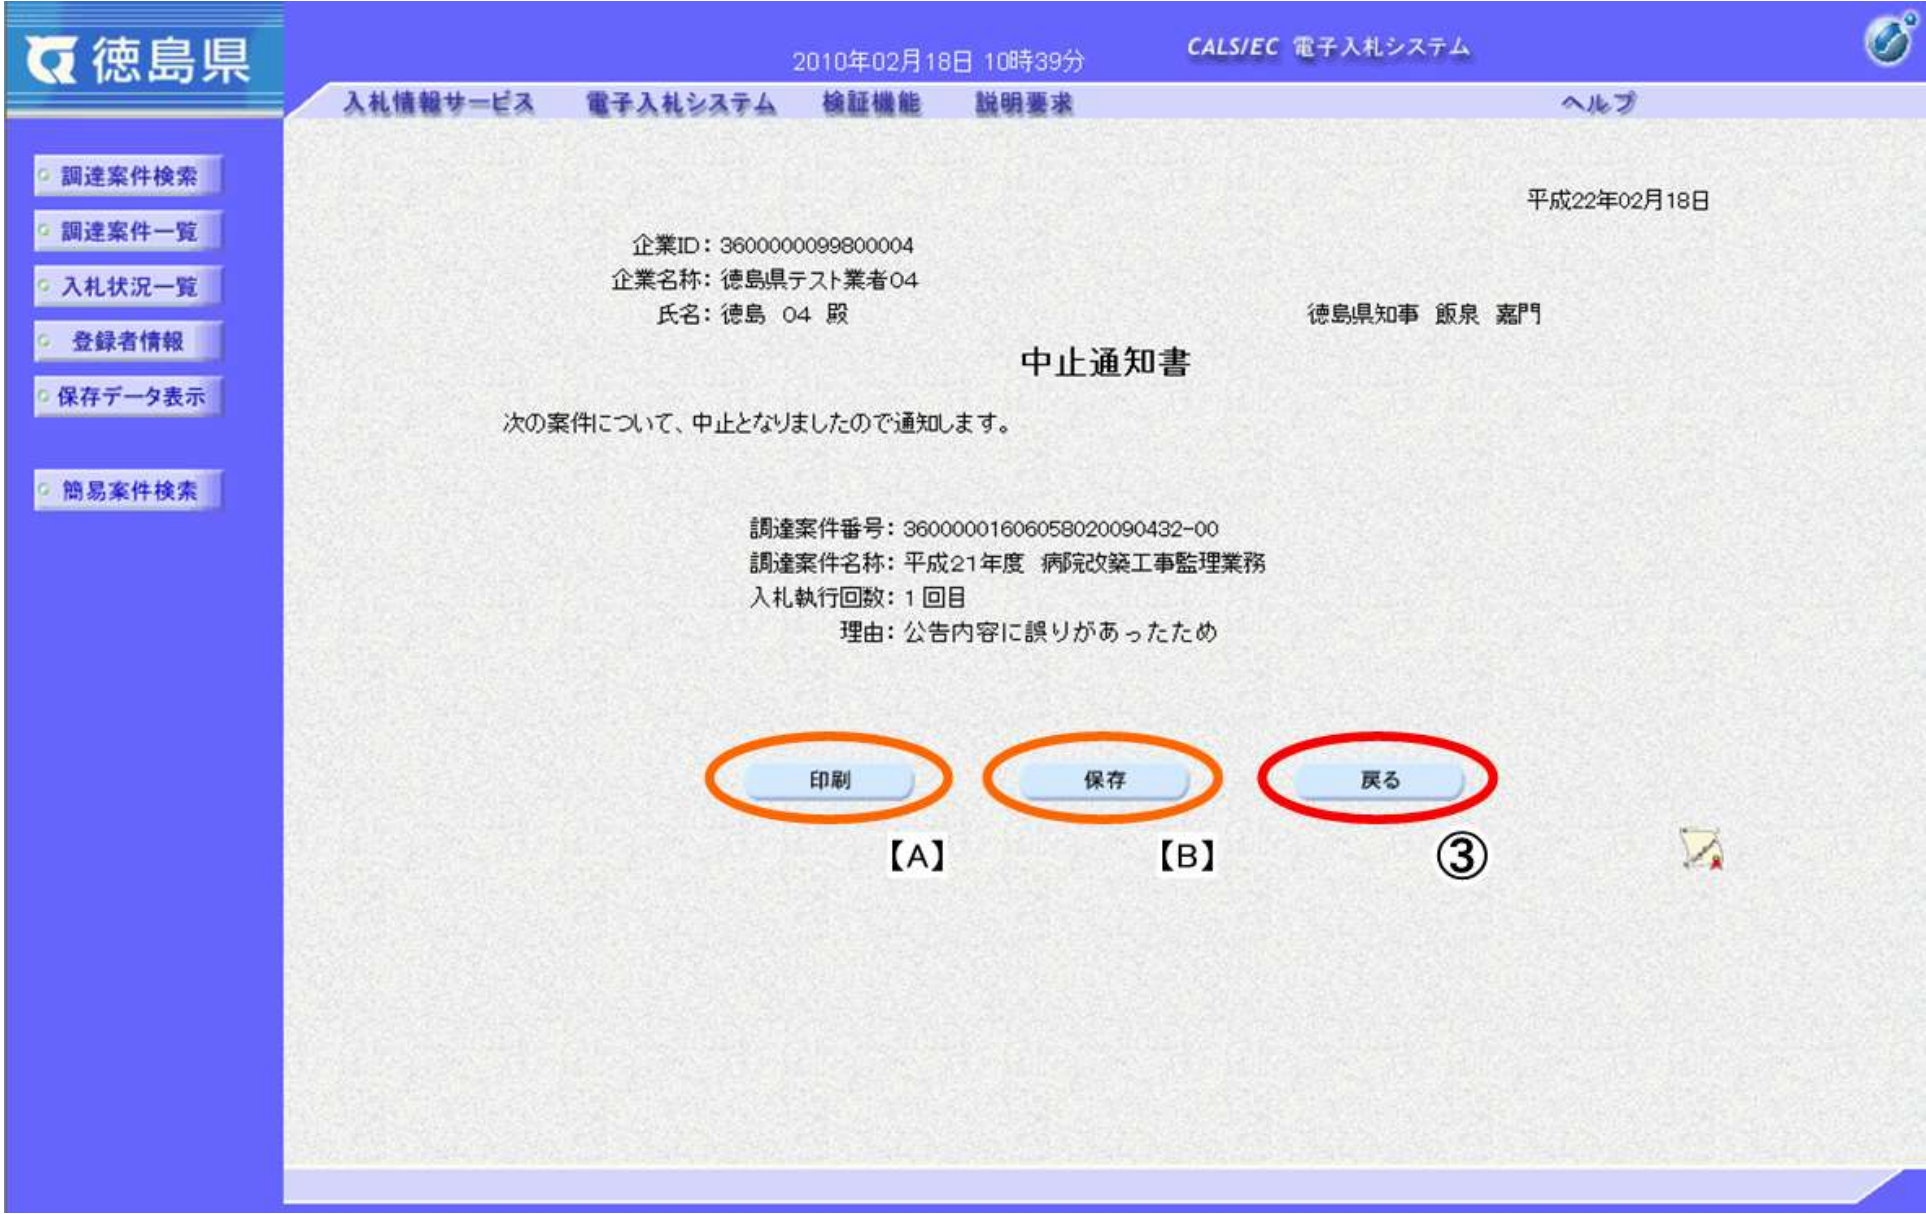 徳島県
2010年02月18日 10時39分
CALS/EC 電子入札システム
入札情報サービス 電子入札システム 検証機能 説明要求 ヘルプ
調達案件検索
調達案件一覧
入札状況一覧
登録者情報
保存データ表示
簡易案件検索
平成22年02月18日
企業ID：3600000099800004
企業名称：徳島県テスト業者04
氏名：徳島 04 殿
徳島県知事 飯泉 嘉門
中止通知書
次の案件について、中止となりましたので通知します。
調達案件番号：36000001606058020090432-00
調達案件名称：平成21年度 病院改築工事監理業務
入札執行回数：1回目
理由：公告内容に誤りがあったため
印刷 保存 戻る
【A】 【B】 ③